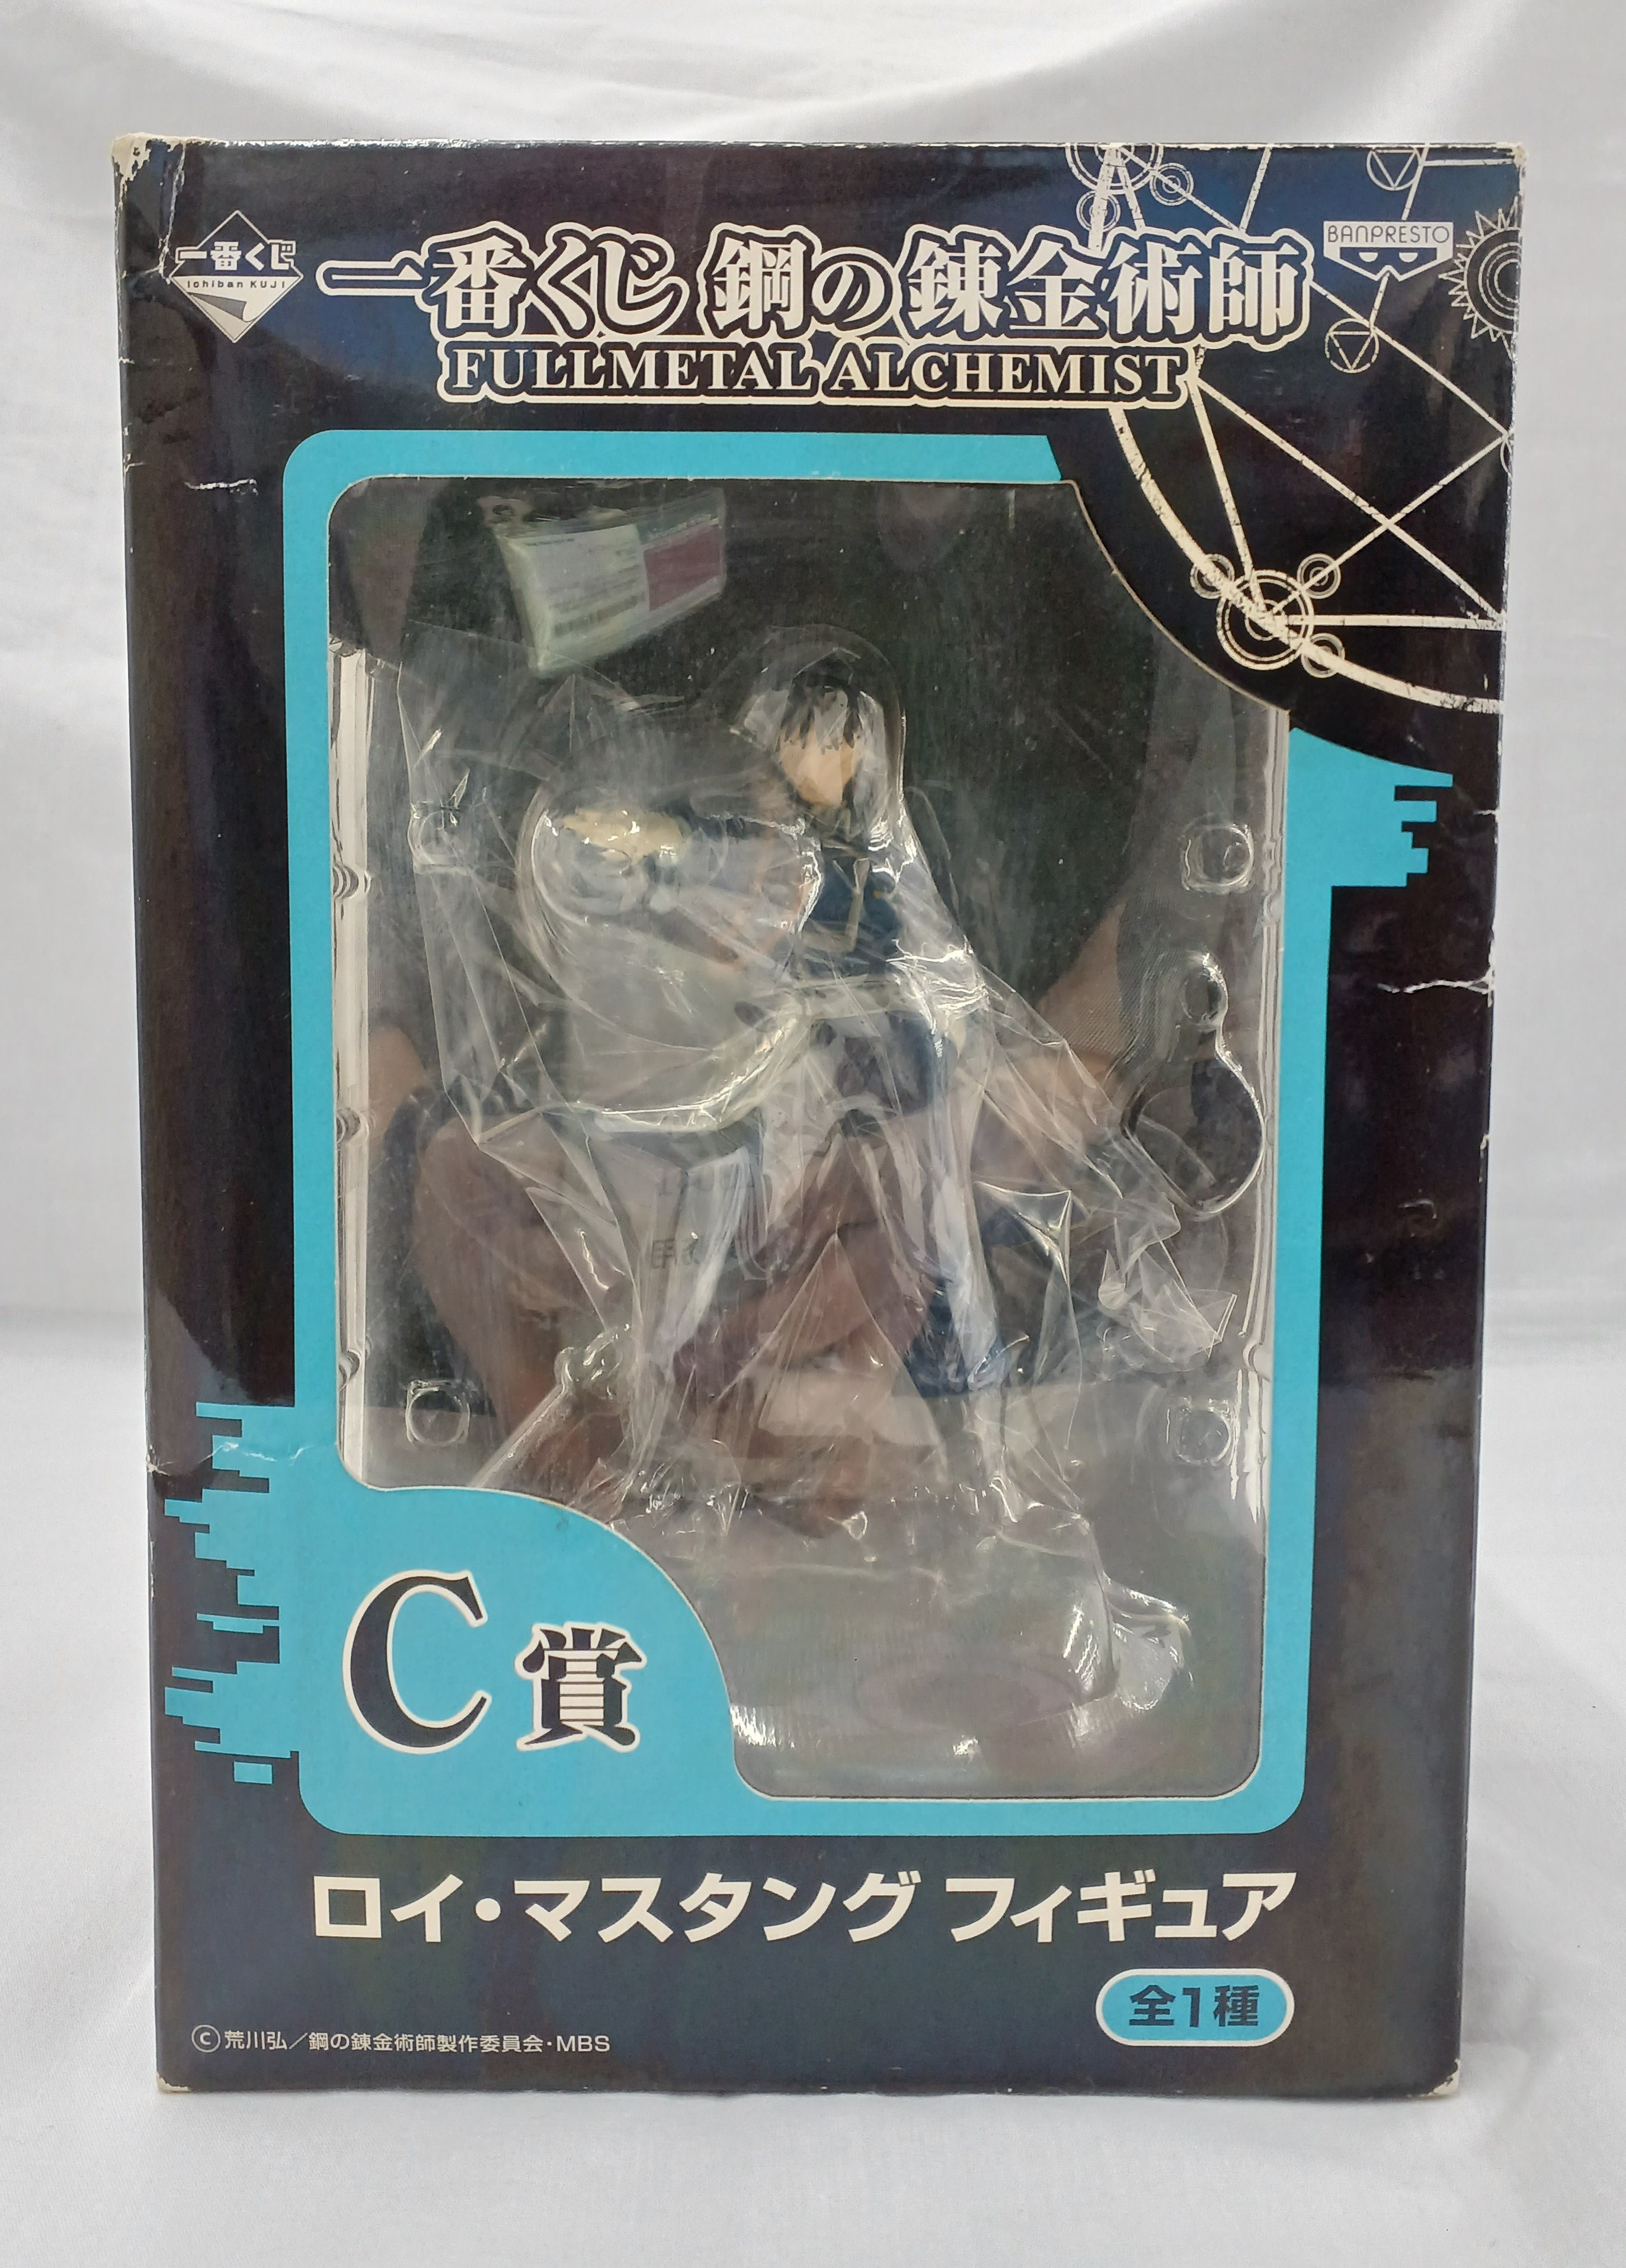 一番くじ
Ichiban KUJI
一番くじ 鋼の錬金術師
FULLMETAL ALCHEMIST
BANPRESTO
C賞
ロイ・マスタング フィギュア
全1種
©荒川弘/鋼の錬金術師製作委員会・MBS